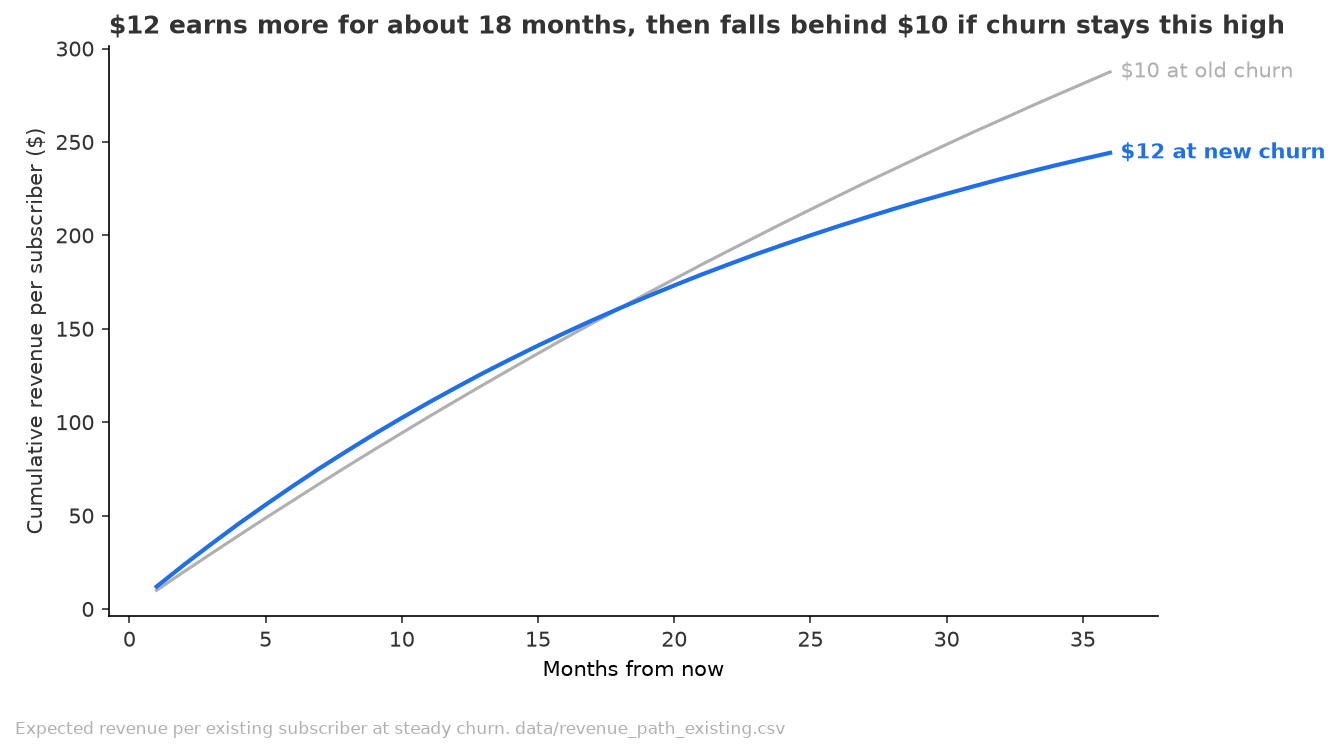 $12 earns more for about 18 months, then falls behind $10 if churn stays this high
Cumulative revenue per subscriber ($)
300
250
200
150
100
50
0
$10 at old churn
$12 at new churn
0 5 10 15 20 25 30 35
Months from now
Expected revenue per existing subscriber at steady churn. data/revenue_path_existing.csv